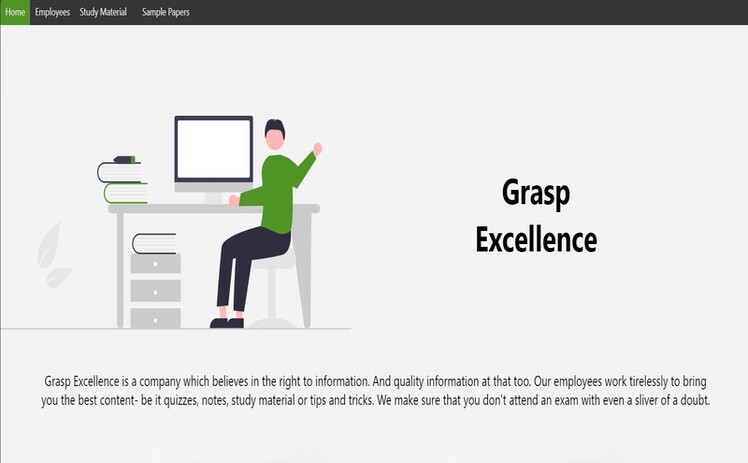 Home Employees Study Material Sample Papers
Grasp
Excellence
Grasp Excellence is a company which believes in the right to information. And quality information at that too. Our employees work tirelessly to bring
you the best content- be it quizzes, notes, study material or tips and tricks. We make sure that you don't attend an exam with even a sliver of a doubt.